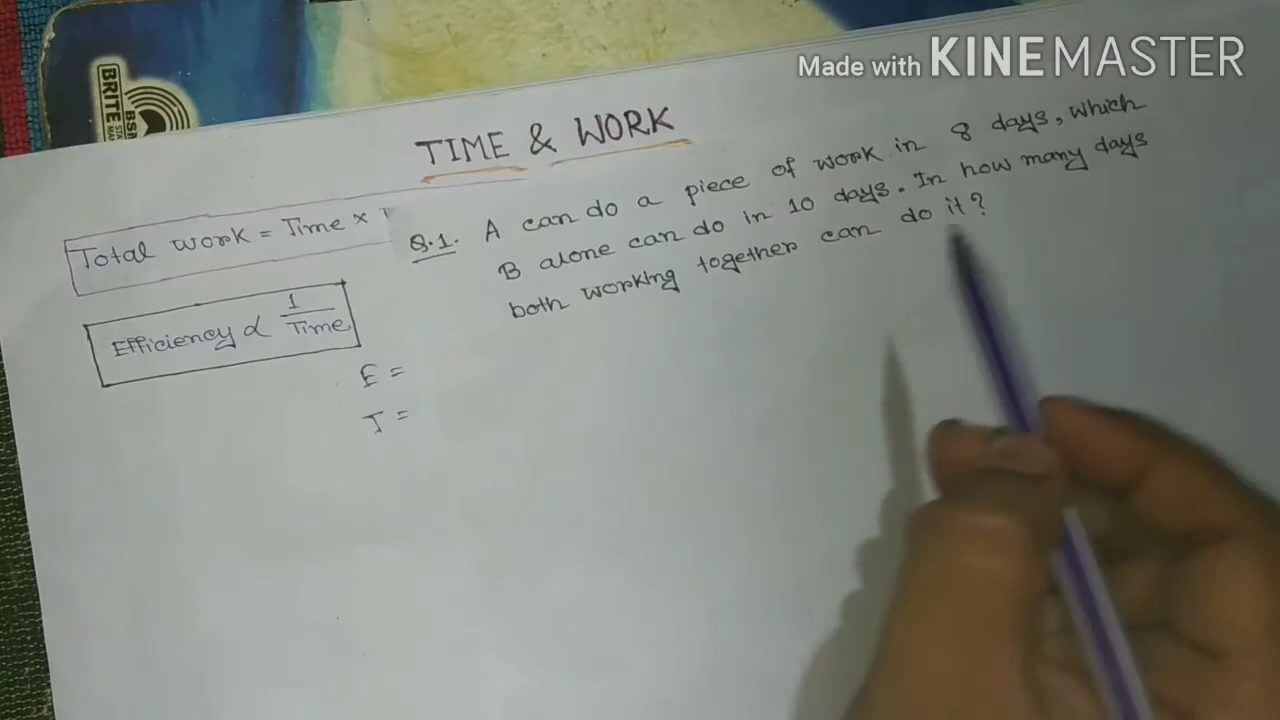 Made with KINEMASTER
BRITE
TIME & WORK
Total work = Time ×
Efficiency ∝ 1/Time
Q.1. A can do a piece of work in 8 days, which
B alone can do in 10 days. In how many days
both working together can do it?
E =
T =